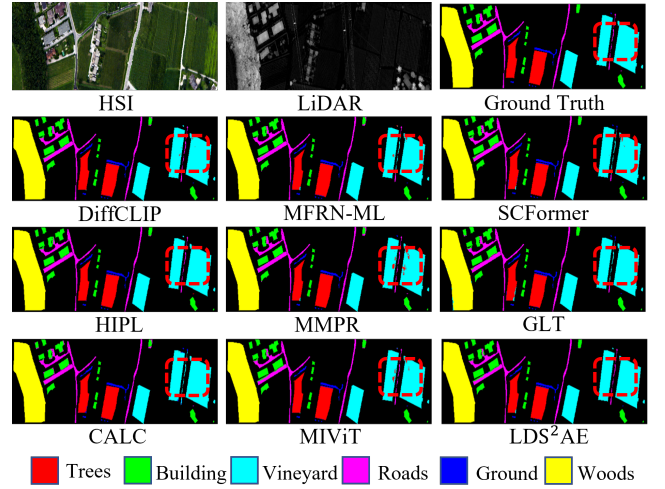 HSI LiDAR Ground Truth
DiffCLIP MFRN-ML SCFormer
HIPL MMPR GLT
CALC MIViT LDS²AE
Trees Building Vineyard Roads Ground Woods